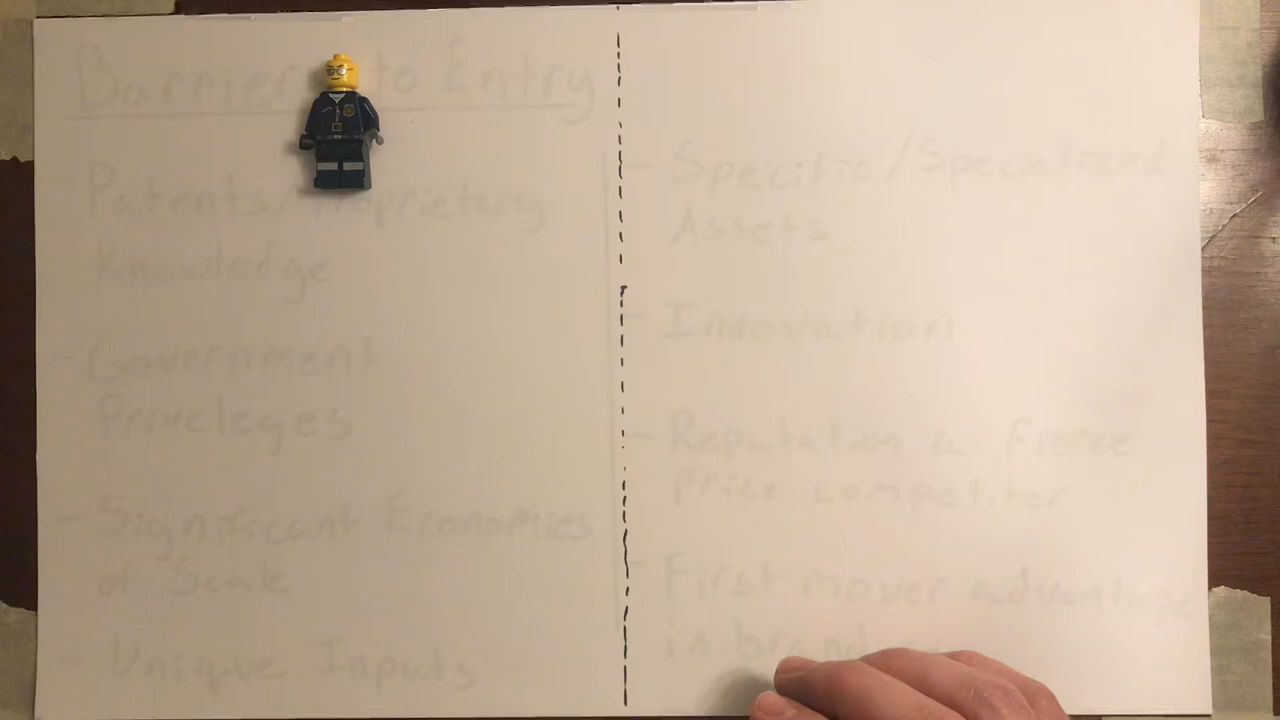 Barriers to Entry
Patents/Proprietary
Knowledge
- Government
Priveleges
- Significant Economies
of Scale
- Unique Inputs
- Specific/Specialized
Assets
- Innovation
- Reputation as fierce
price competitor
- First mover advantage
in